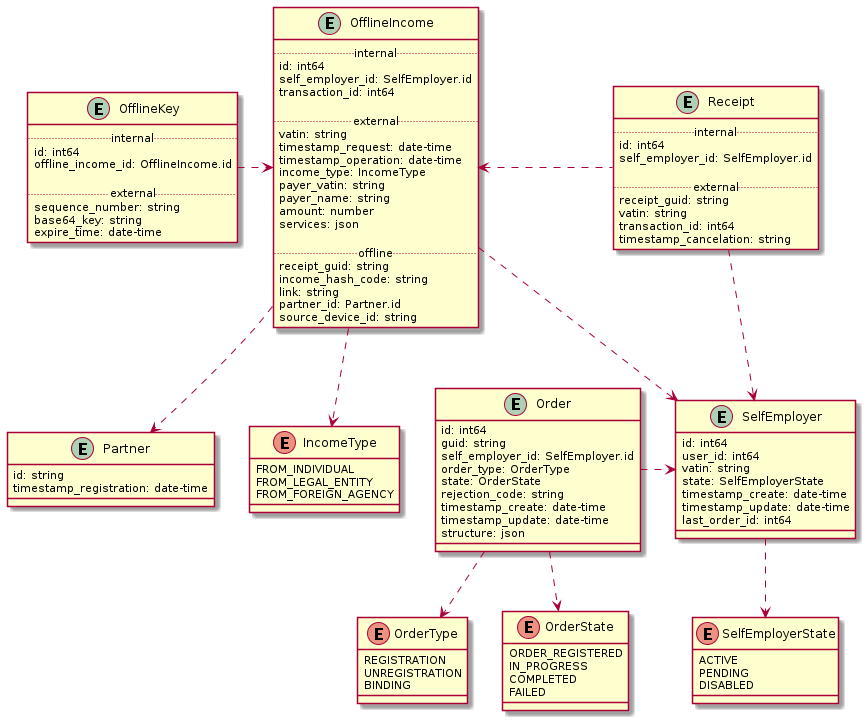 E OfflineIncome
internal
id: int64
self_employer_id: SelfEmployer.id
transaction_id: int64
external
vatin: string
timestamp_request: date-time
timestamp_operation: date-time
income_type: IncomeType
payer_vatin: string
payer_name: string
amount: number
services: json
offline
receipt_guid: string
income_hash_code: string
link: string
partner_id: Partner.id
source_device_id: string
E OfflineKey
internal
id: int64
offline_income_id: OfflineIncome.id
external
sequence_number: string
base64_key: string
expire_time: date-time
E Receipt
internal
id: int64
self_employer_id: SelfEmployer.id
external
receipt_guid: string
vatin: string
transaction_id: int64
timestamp_cancelation: string
E Partner
id: string
timestamp_registration: date-time
E IncomeType
FROM_INDIVIDUAL
FROM_LEGAL_ENTITY
FROM_FOREIGN_AGENCY
E Order
id: int64
guid: string
self_employer_id: SelfEmployer.id
order_type: OrderType
state: OrderState
rejection_code: string
timestamp_create: date-time
timestamp_update: date-time
structure: json
E SelfEmployer
id: int64
user_id: int64
vatin: string
state: SelfEmployerState
timestamp_create: date-time
timestamp_update: date-time
last_order_id: int64
E OrderType
REGISTRATION
UNREGISTRATION
BINDING
E OrderState
ORDER_REGISTERED
IN_PROGRESS
COMPLETED
FAILED
E SelfEmployerState
ACTIVE
PENDING
DISABLED